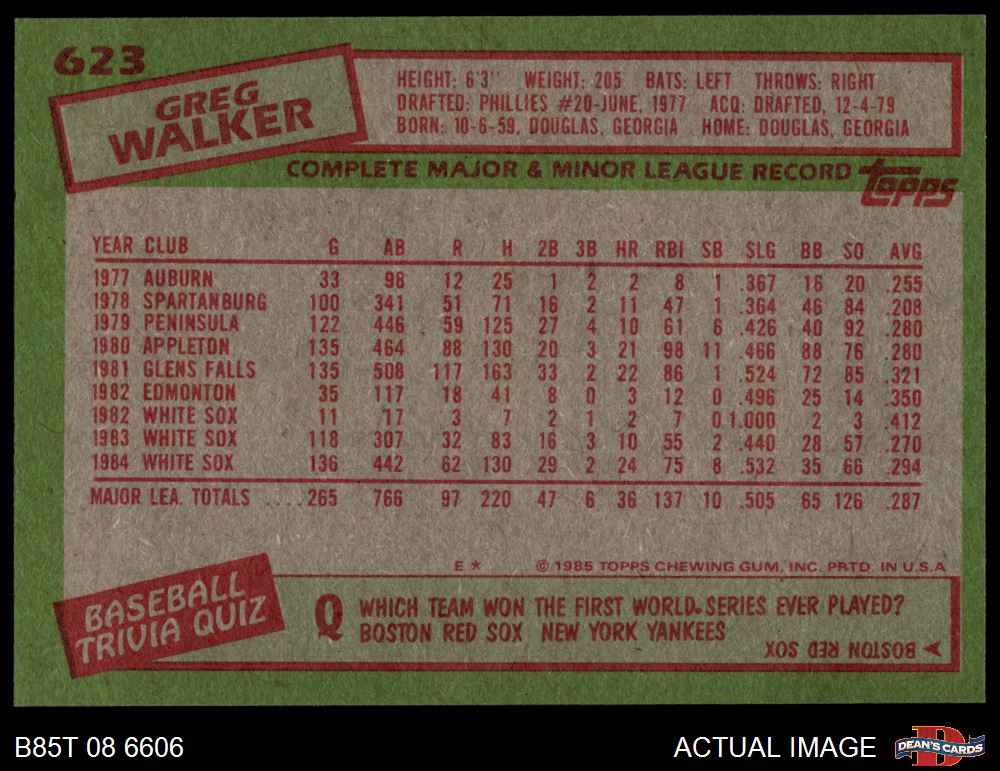 623
GREG
WALKER
HEIGHT: 6'3" WEIGHT: 205 BATS: LEFT THROWS: RIGHT
DRAFTED: PHILLIES #20-JUNE, 1977 ACQ: DRAFTED, 12-4-79
BORN: 10-6-59, DOUGLAS, GEORGIA HOME: DOUGLAS, GEORGIA
COMPLETE MAJOR & MINOR LEAGUE RECORD topps
YEAR CLUB G AB R H 2B 3B HR RBI SB SLG BB SO AVG
1977 AUBURN 33 98 12 25 1 2 2 8 1 .367 16 20 .255
1978 SPARTANBURG 100 341 51 71 16 2 11 47 1 .364 46 84 .208
1979 PENINSULA 122 446 59 125 27 4 10 61 6 .426 40 92 .280
1980 APPLETON 135 464 88 130 20 3 21 98 11 .466 88 76 .280
1981 GLENS FALLS 135 508 117 163 33 2 22 86 1 .524 72 85 .321
1982 EDMONTON 35 117 18 41 8 0 3 12 0 .496 25 14 .350
1982 WHITE SOX 11 17 3 7 2 1 2 7 0 1.000 2 3 .412
1983 WHITE SOX 118 307 32 83 16 3 10 55 2 .440 28 57 .270
1984 WHITE SOX 136 442 62 130 29 2 24 75 8 .532 35 66 .294
MAJOR LEA. TOTALS ....265 766 97 220 47 6 36 137 10 .505 65 126 .287
E * © 1985 TOPPS CHEWING GUM, INC. PRTD. IN U.S.A
BASEBALL
TRIVIA QUIZ
Q WHICH TEAM WON THE FIRST WORLD SERIES EVER PLAYED?
BOSTON RED SOX NEW YORK YANKEES
BOSTON RED SOX
B85T 08 6606 ACTUAL IMAGE DEAN'S CARDS